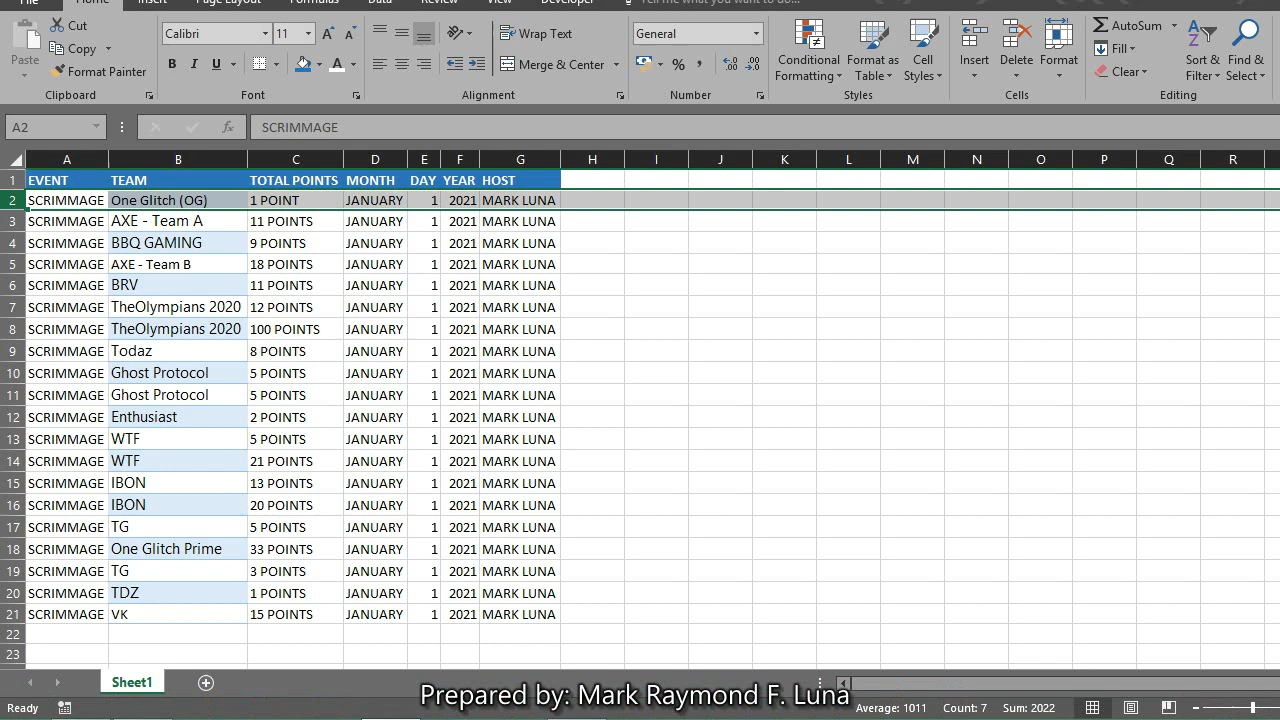 File Home Insert Page Layout Formulas Data Review View Developer Tell me what you want to do...
Paste
Cut
Copy
Format Painter
Clipboard
Calibri 11
B I U A
Font
Wrap Text
Merge & Center
Alignment
General
%
Number
Conditional Formatting
Format as Table
Cell Styles
Styles
Insert Delete Format
Cells
AutoSum
Fill
Clear
Sort & Filter
Find & Select
Editing
A2 fx SCRIMMAGE
A B C D E F G H I J K L M N O P Q R
1 EVENT TEAM TOTAL POINTS MONTH DAY YEAR HOST
2 SCRIMMAGE One Glitch (OG) 1 POINT JANUARY 1 2021 MARK LUNA
3 SCRIMMAGE AXE - Team A 11 POINTS JANUARY 1 2021 MARK LUNA
4 SCRIMMAGE BBQ GAMING 9 POINTS JANUARY 1 2021 MARK LUNA
5 SCRIMMAGE AXE - Team B 18 POINTS JANUARY 1 2021 MARK LUNA
6 SCRIMMAGE BRV 11 POINTS JANUARY 1 2021 MARK LUNA
7 SCRIMMAGE TheOlympians 2020 12 POINTS JANUARY 1 2021 MARK LUNA
8 SCRIMMAGE TheOlympians 2020 100 POINTS JANUARY 1 2021 MARK LUNA
9 SCRIMMAGE Todaz 8 POINTS JANUARY 1 2021 MARK LUNA
10 SCRIMMAGE Ghost Protocol 5 POINTS JANUARY 1 2021 MARK LUNA
11 SCRIMMAGE Ghost Protocol 5 POINTS JANUARY 1 2021 MARK LUNA
12 SCRIMMAGE Enthusiast 2 POINTS JANUARY 1 2021 MARK LUNA
13 SCRIMMAGE WTF 5 POINTS JANUARY 1 2021 MARK LUNA
14 SCRIMMAGE WTF 21 POINTS JANUARY 1 2021 MARK LUNA
15 SCRIMMAGE IBON 13 POINTS JANUARY 1 2021 MARK LUNA
16 SCRIMMAGE IBON 20 POINTS JANUARY 1 2021 MARK LUNA
17 SCRIMMAGE TG 5 POINTS JANUARY 1 2021 MARK LUNA
18 SCRIMMAGE One Glitch Prime 33 POINTS JANUARY 1 2021 MARK LUNA
19 SCRIMMAGE TG 3 POINTS JANUARY 1 2021 MARK LUNA
20 SCRIMMAGE TDZ 1 POINTS JANUARY 1 2021 MARK LUNA
21 SCRIMMAGE VK 15 POINTS JANUARY 1 2021 MARK LUNA
22
23
Sheet1
Prepared by: Mark Raymond F. Luna
Ready Average: 1011 Count: 7 Sum: 2022